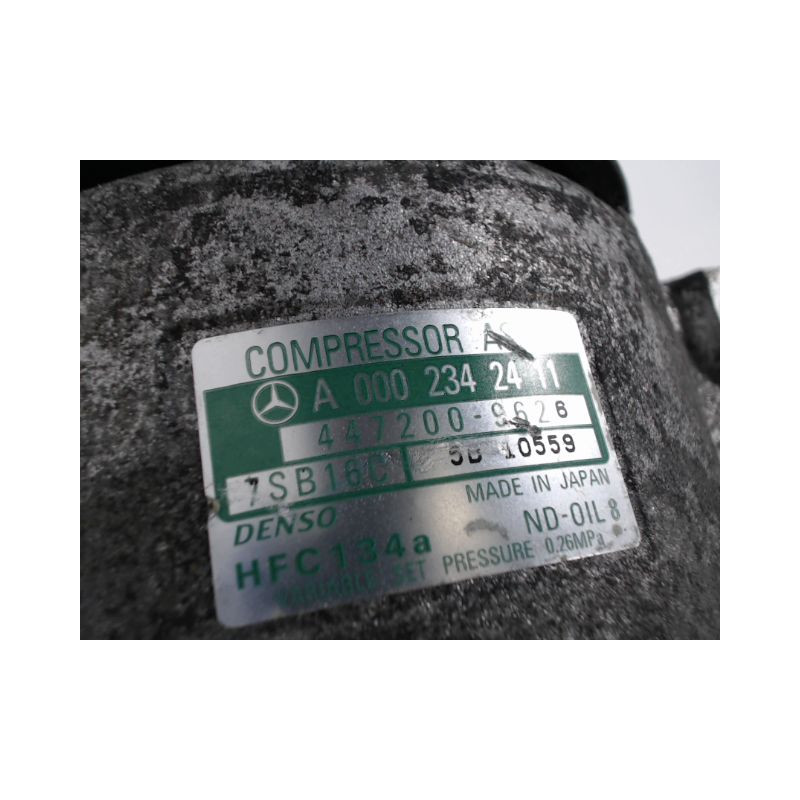 COMPRESSOR
A 000 234 24 11
447200-9626
7SB16C 5B 10559
DENSO MADE IN JAPAN
HFC134a ND-OIL 8
VARIABLE SET PRESSURE 0.26MPa